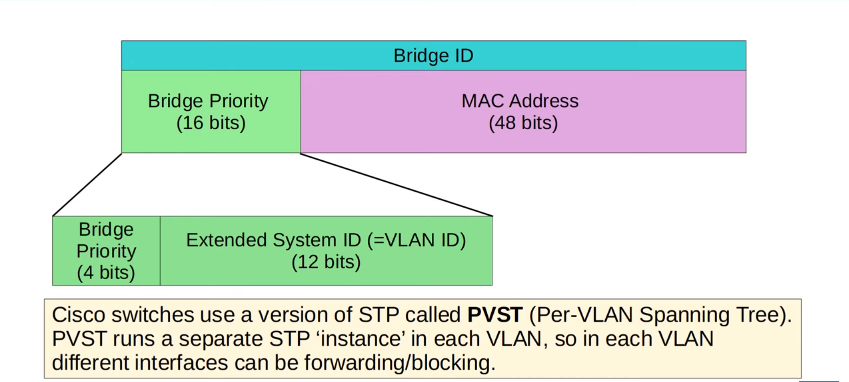 Bridge ID
Bridge Priority
(16 bits)
MAC Address
(48 bits)
Bridge
Priority
(4 bits)
Extended System ID (=VLAN ID)
(12 bits)
Cisco switches use a version of STP called PVST (Per-VLAN Spanning Tree).
PVST runs a separate STP ‘instance’ in each VLAN, so in each VLAN
different interfaces can be forwarding/blocking.